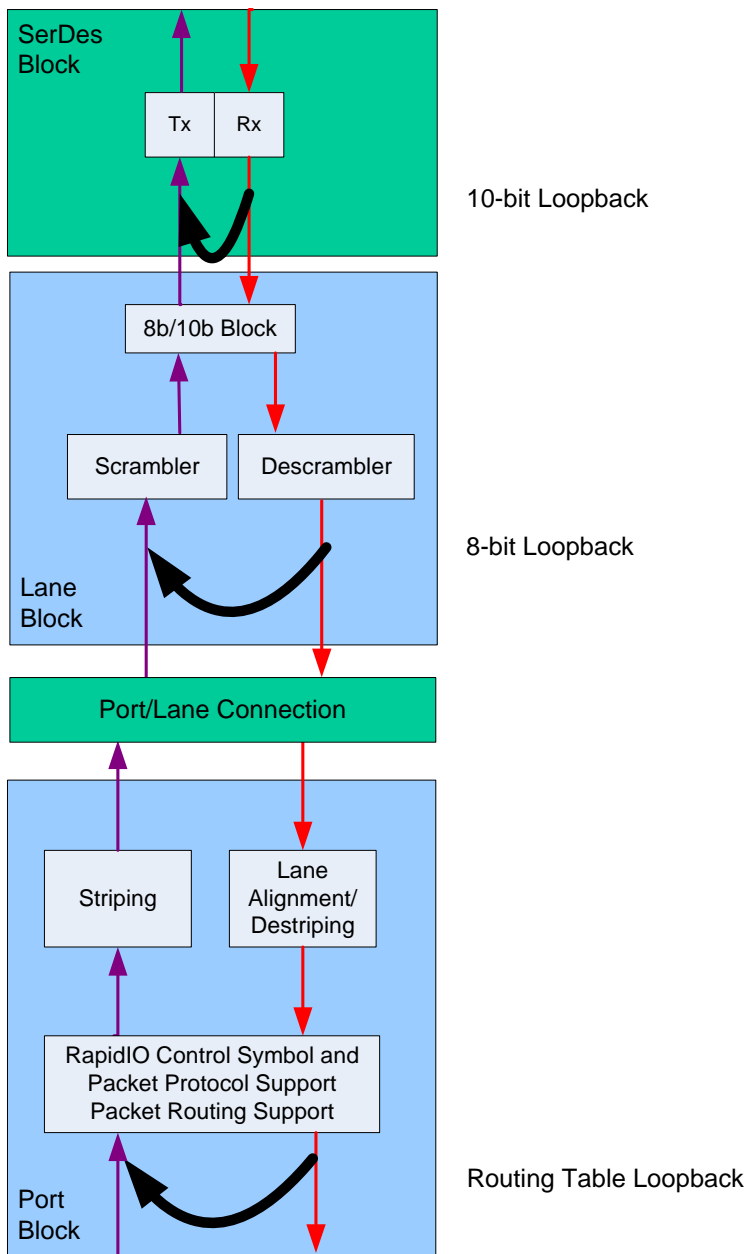 SerDes
Block
Tx
Rx
10-bit Loopback
8b/10b Block
Scrambler
Descrambler
8-bit Loopback
Lane
Block
Port/Lane Connection
Striping
Lane
Alignment/
Destriping
RapidIO Control Symbol and
Packet Protocol Support
Packet Routing Support
Routing Table Loopback
Port
Block